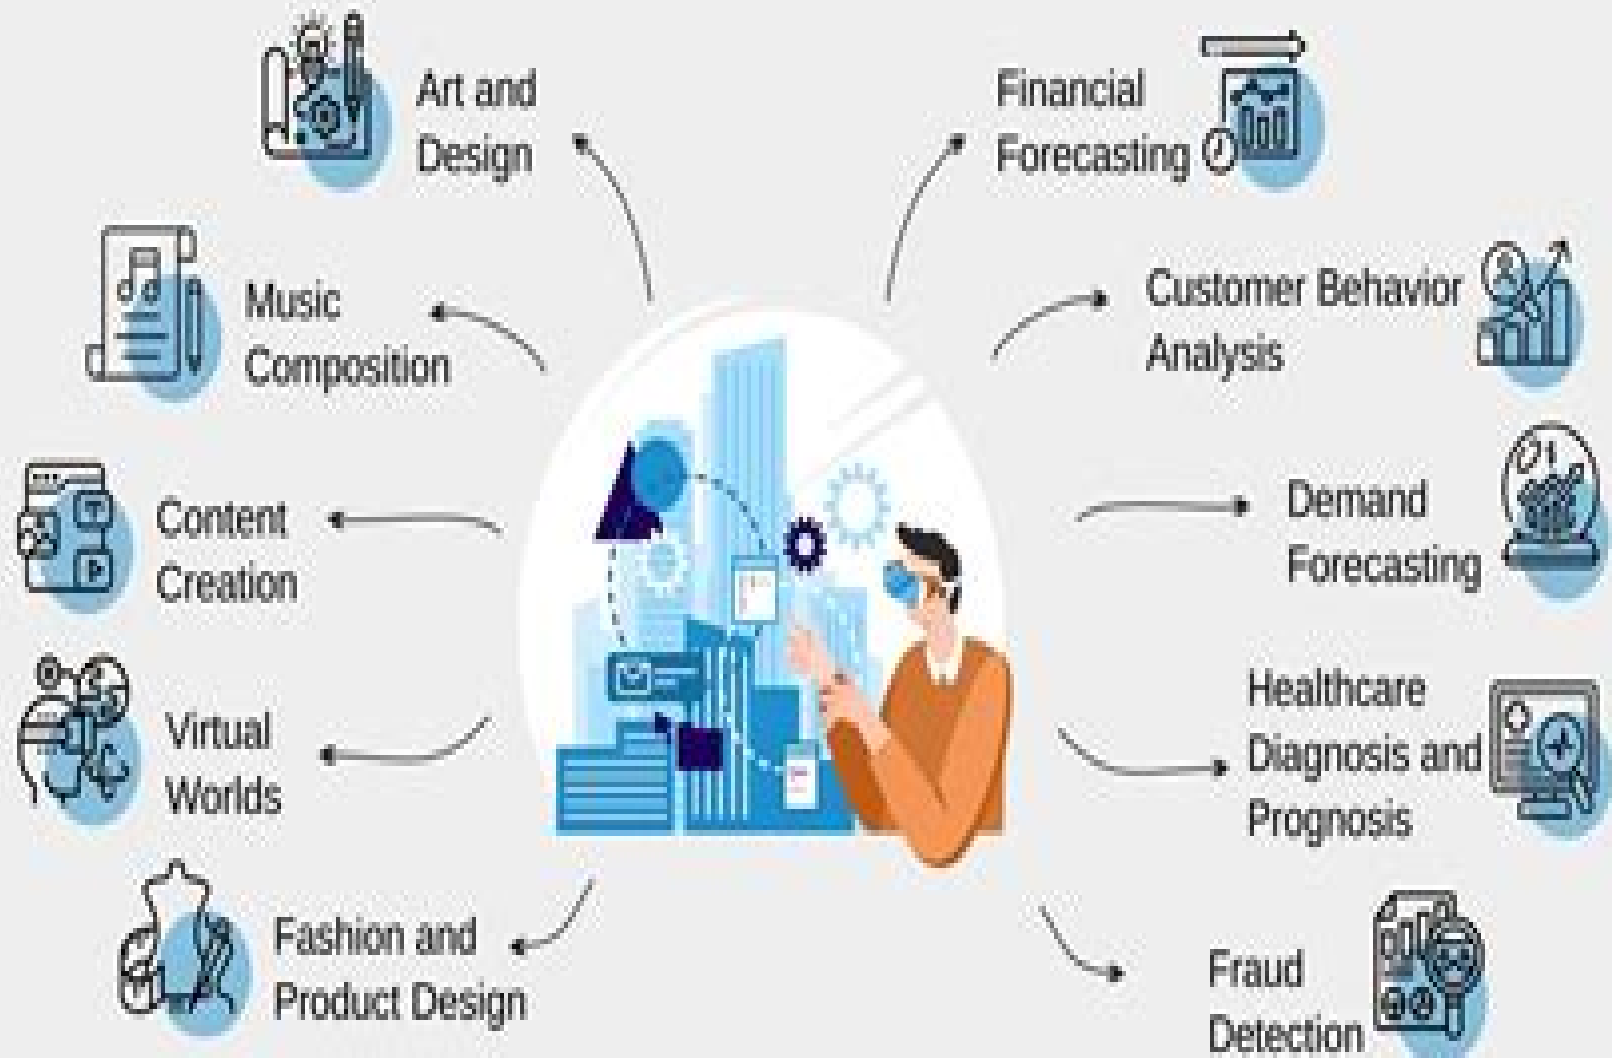 Art and
Design
Music
Composition
Content
Creation
Virtual
Worlds
Fashion and
Product Design
Financial
Forecasting
Customer Behavior
Analysis
Demand
Forecasting
Healthcare
Diagnosis and
Prognosis
Fraud
Detection